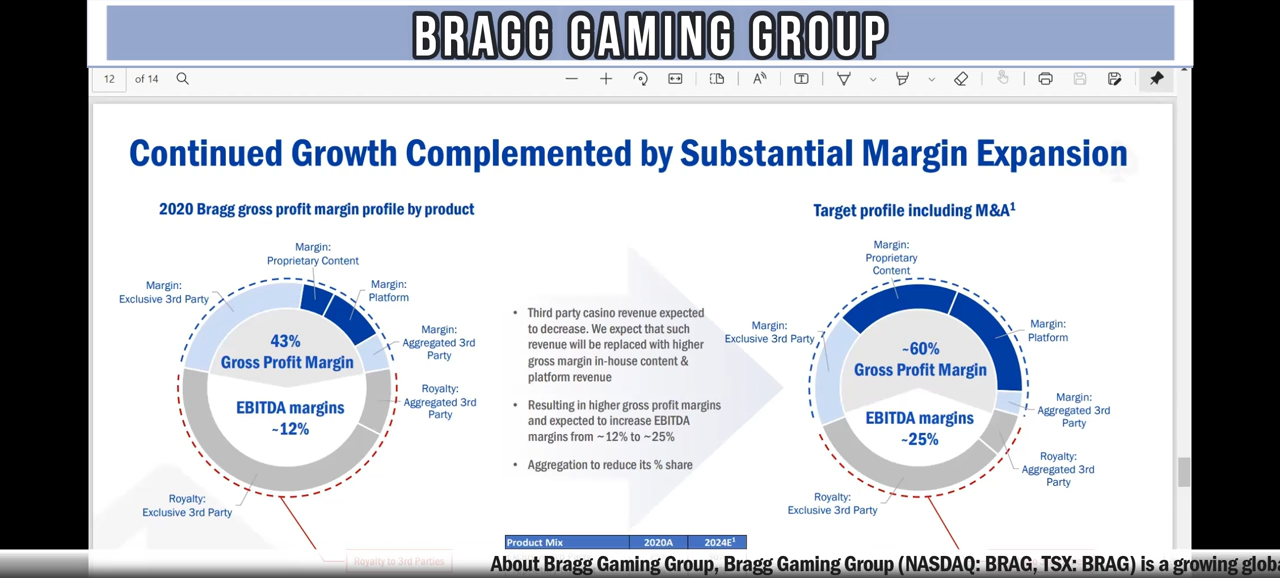 BRAGG GAMING GROUP
12 of 14
Continued Growth Complemented by Substantial Margin Expansion
2020 Bragg gross profit margin profile by product
Margin:
Proprietary Content
Margin:
Exclusive 3rd Party
Margin:
Platform
Margin:
Aggregated 3rd
Party
43%
Gross Profit Margin
EBITDA margins
~12%
Royalty:
Aggregated 3rd
Party
Royalty:
Exclusive 3rd Party
Royalty to 3rd Parties
• Third party casino revenue expected
to decrease. We expect that such
revenue will be replaced with higher
gross margin in-house content &
platform revenue
• Resulting in higher gross profit margins
and expected to increase EBITDA
margins from ~12% to ~25%
• Aggregation to reduce its % share
Product Mix 2020A 2024E¹
Target profile including M&A¹
Margin:
Proprietary
Content
Margin:
Exclusive 3rd Party
Margin:
Platform
~60%
Gross Profit Margin
EBITDA margins
~25%
Margin:
Aggregated 3rd
Party
Royalty:
Aggregated 3rd
Party
Royalty:
Exclusive 3rd Party
About Bragg Gaming Group, Bragg Gaming Group (NASDAQ: BRAG, TSX: BRAG) is a growing globa